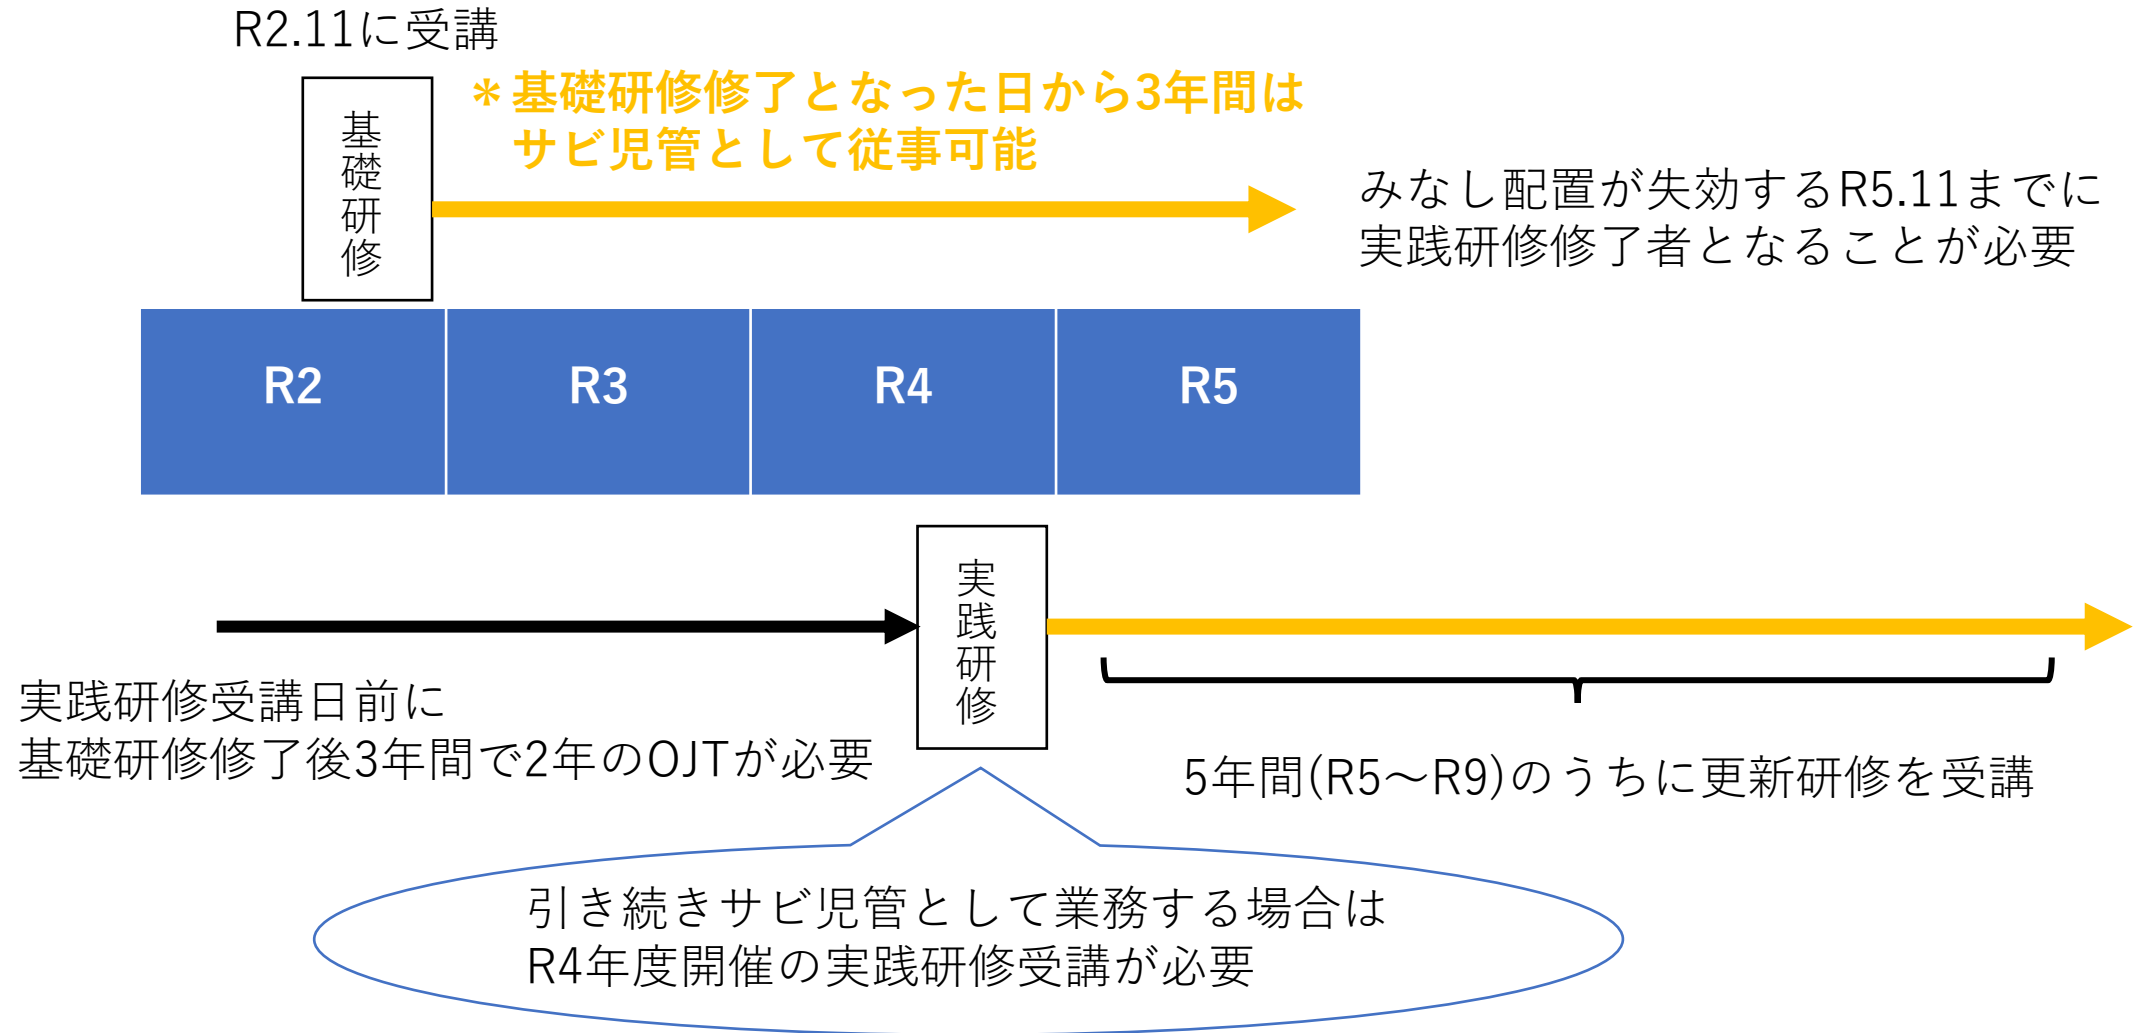 R2.11に受講
基礎研修
＊基礎研修修了となった日から3年間は
サビ児管として従事可能
みなし配置が失効するR5.11までに
実践研修修了者となることが必要
R2
R3
R4
R5
実践研修
実践研修受講日前に
基礎研修修了後3年間で2年のOJTが必要
5年間(R5～R9)のうちに更新研修を受講
引き続きサビ児管として業務する場合は
R4年度開催の実践研修受講が必要